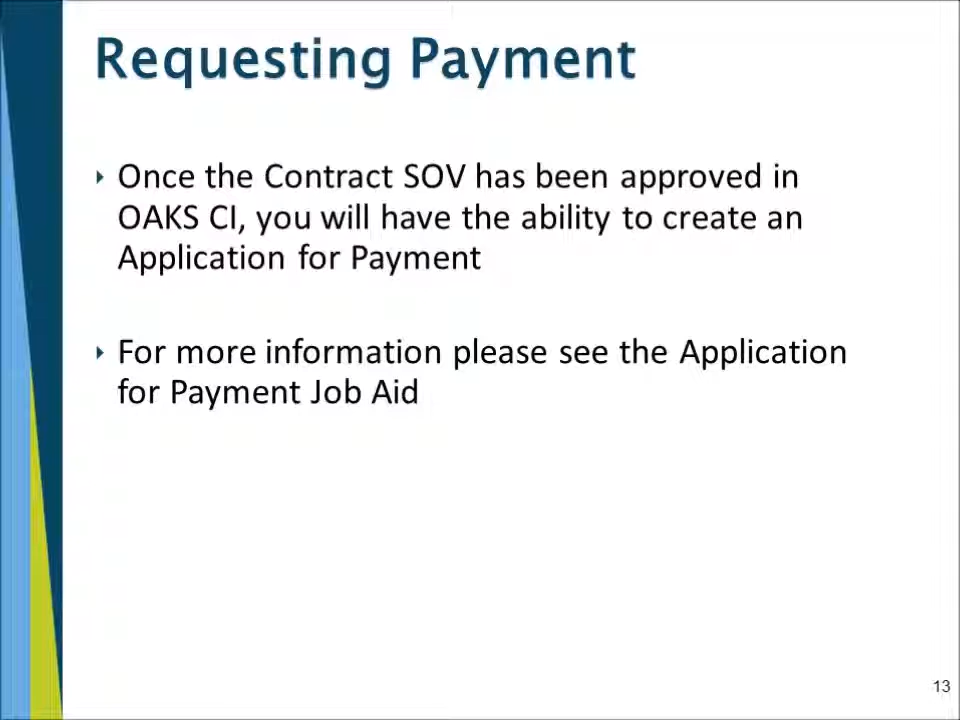 Requesting Payment
Once the Contract SOV has been approved in
OAKS CI, you will have the ability to create an
Application for Payment
For more information please see the Application
for Payment Job Aid
13